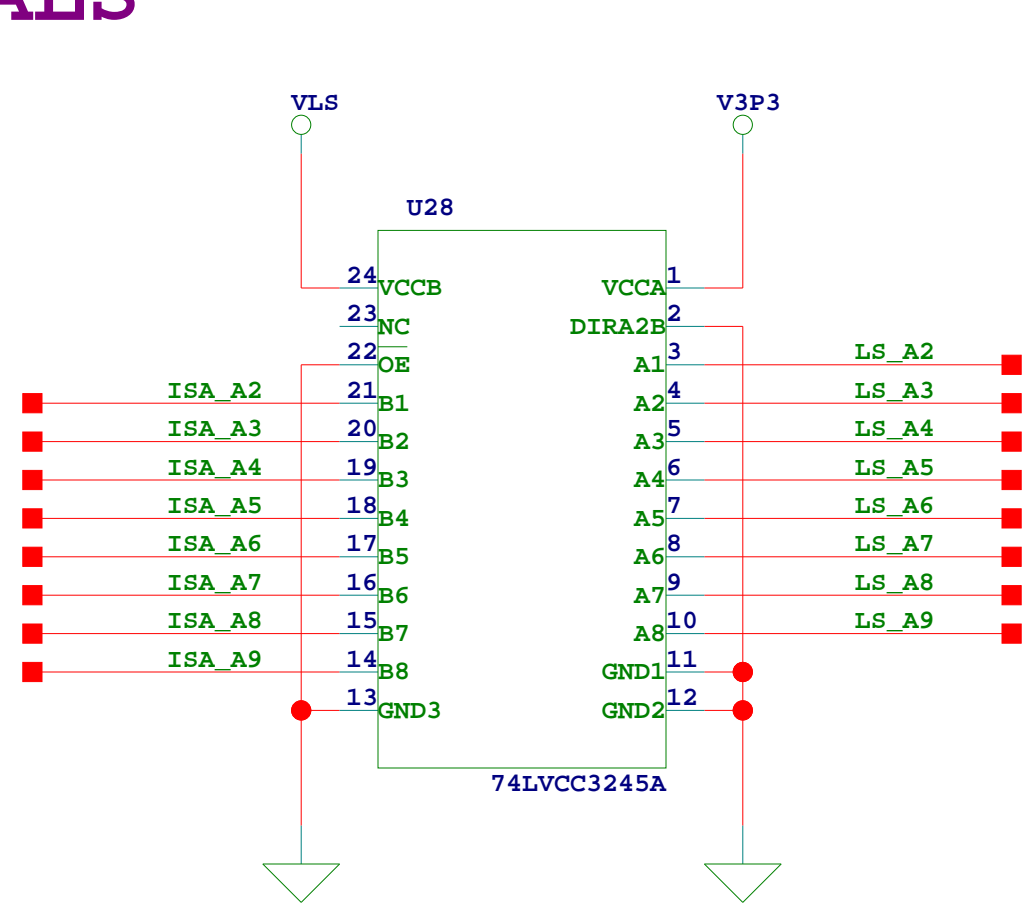 ALS
VLS V3P3
U28
24 VCCB VCCA 1
23 NC DIRA2B 2
22 OE A1 3 LS_A2
ISA_A2 21 B1 A2 4 LS_A3
ISA_A3 20 B2 A3 5 LS_A4
ISA_A4 19 B3 A4 6 LS_A5
ISA_A5 18 B4 A5 7 LS_A6
ISA_A6 17 B5 A6 8 LS_A7
ISA_A7 16 B6 A7 9 LS_A8
ISA_A8 15 B7 A8 10 LS_A9
ISA_A9 14 B8 GND1 11
13 GND3 GND2 12
74LVCC3245A